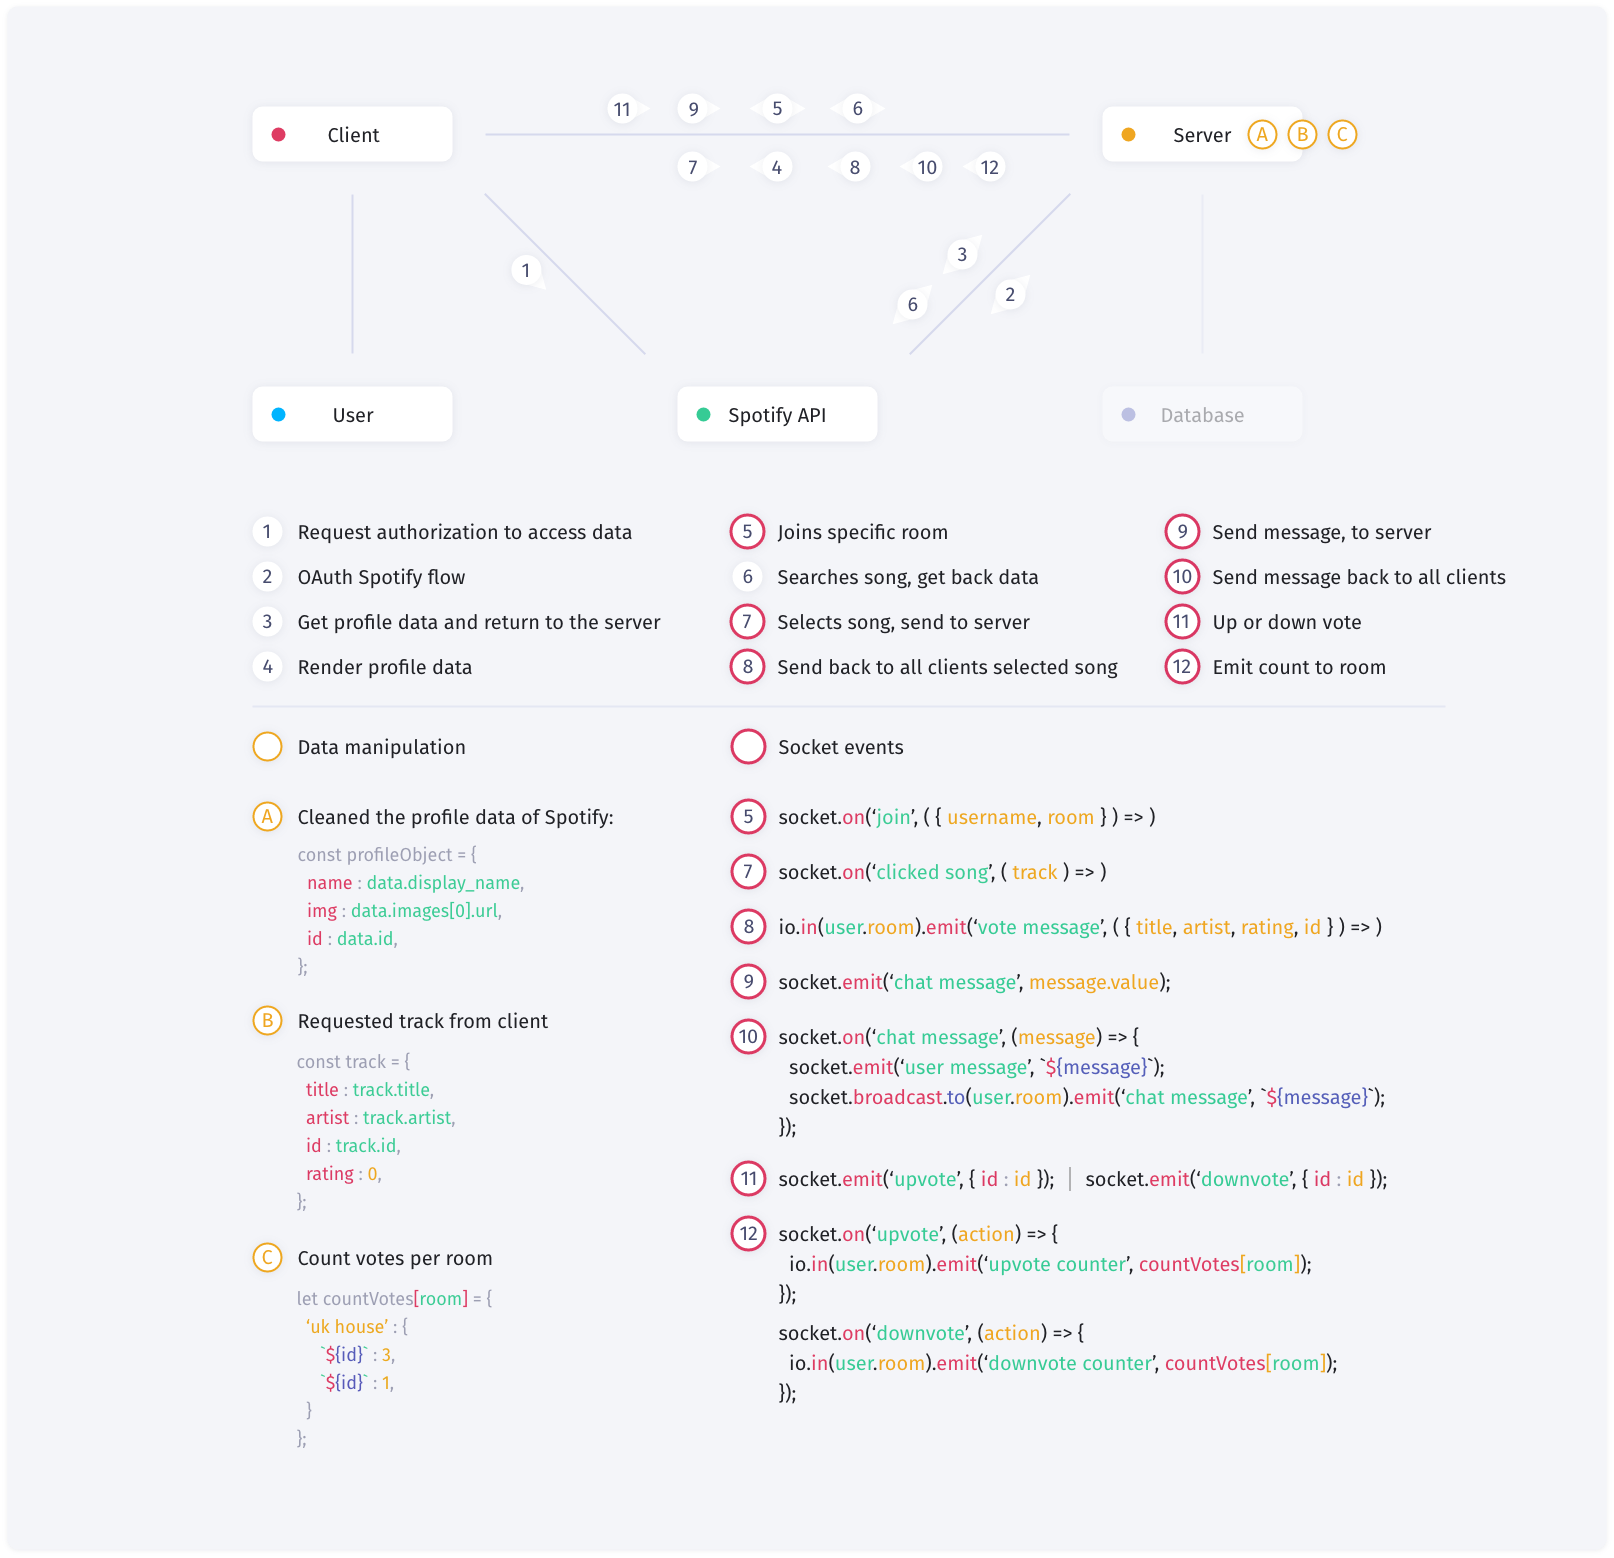 Client
11 9 5 6
Server A B C
7 4 8 10 12
1
3
6
2
User
Spotify API
Database
1 Request authorization to access data
2 OAuth Spotify flow
3 Get profile data and return to the server
4 Render profile data
5 Joins specific room
6 Searches song, get back data
7 Selects song, send to server
8 Send back to all clients selected song
9 Send message, to server
10 Send message back to all clients
11 Up or down vote
12 Emit count to room
Data manipulation
A Cleaned the profile data of Spotify:
const profileObject = {
name : data.display_name,
img : data.images[0].url,
id : data.id,
};
B Requested track from client
const track = {
title : track.title,
artist : track.artist,
id : track.id,
rating : 0,
};
C Count votes per room
let countVotes[room] = {
‘uk house’ : {
`${id}` : 3,
`${id}` : 1,
}
};
Socket events
5 socket.on(‘join’, ( { username, room } ) => )
7 socket.on(‘clicked song’, ( track ) => )
8 io.in(user.room).emit(‘vote message’, ( { title, artist, rating, id } ) => )
9 socket.emit(‘chat message’, message.value);
10 socket.on(‘chat message’, (message) => {
socket.emit(‘user message’, `${message}`);
socket.broadcast.to(user.room).emit(‘chat message’, `${message}`);
});
11 socket.emit(‘upvote’, { id : id }); | socket.emit(‘downvote’, { id : id });
12 socket.on(‘upvote’, (action) => {
io.in(user.room).emit(‘upvote counter’, countVotes[room]);
});
socket.on(‘downvote’, (action) => {
io.in(user.room).emit(‘downvote counter’, countVotes[room]);
});